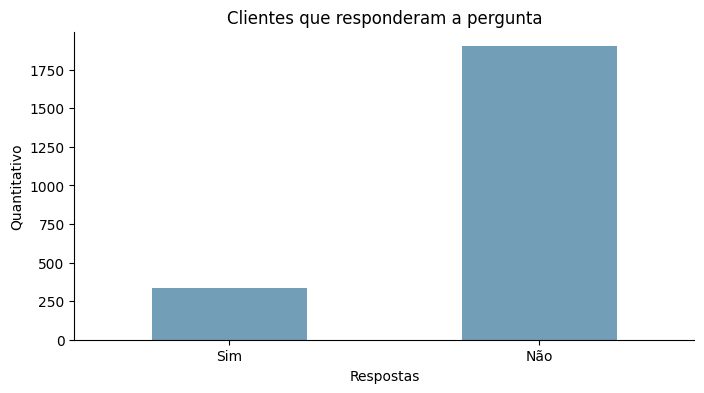 Clientes que responderam a pergunta
1750
1500
1250
1000
750
500
250
0
Quantitativo
Sim
Não
Respostas